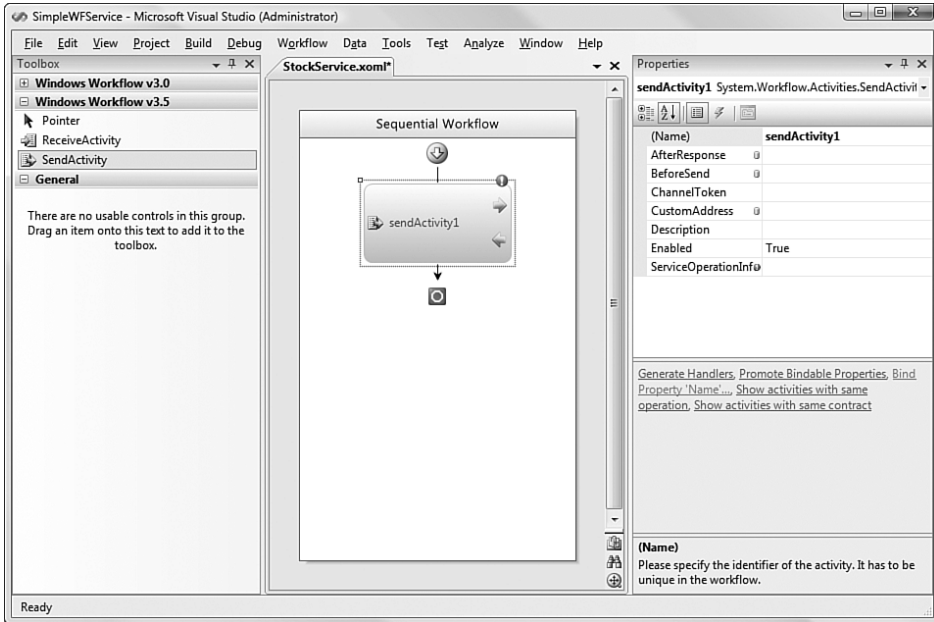 SimpleWFService - Microsoft Visual Studio (Administrator)
File Edit View Project Build Debug Workflow Data Tools Test Analyze Window Help
Toolbox
Windows Workflow v3.0
Windows Workflow v3.5
Pointer
ReceiveActivity
SendActivity
General
There are no usable controls in this group.
Drag an item onto this text to add it to the
toolbox.
StockService.xoml*
Sequential Workflow
sendActivity1
Properties
sendActivity1 System.Workflow.Activities.SendActivit
(Name) sendActivity1
AfterResponse
BeforeSend
ChannelToken
CustomAddress
Description
Enabled True
ServiceOperationInfo
Generate Handlers, Promote Bindable Properties, Bind
Property 'Name'..., Show activities with same
operation, Show activities with same contract
(Name)
Please specify the identifier of the activity. It has to be
unique in the workflow.
Ready